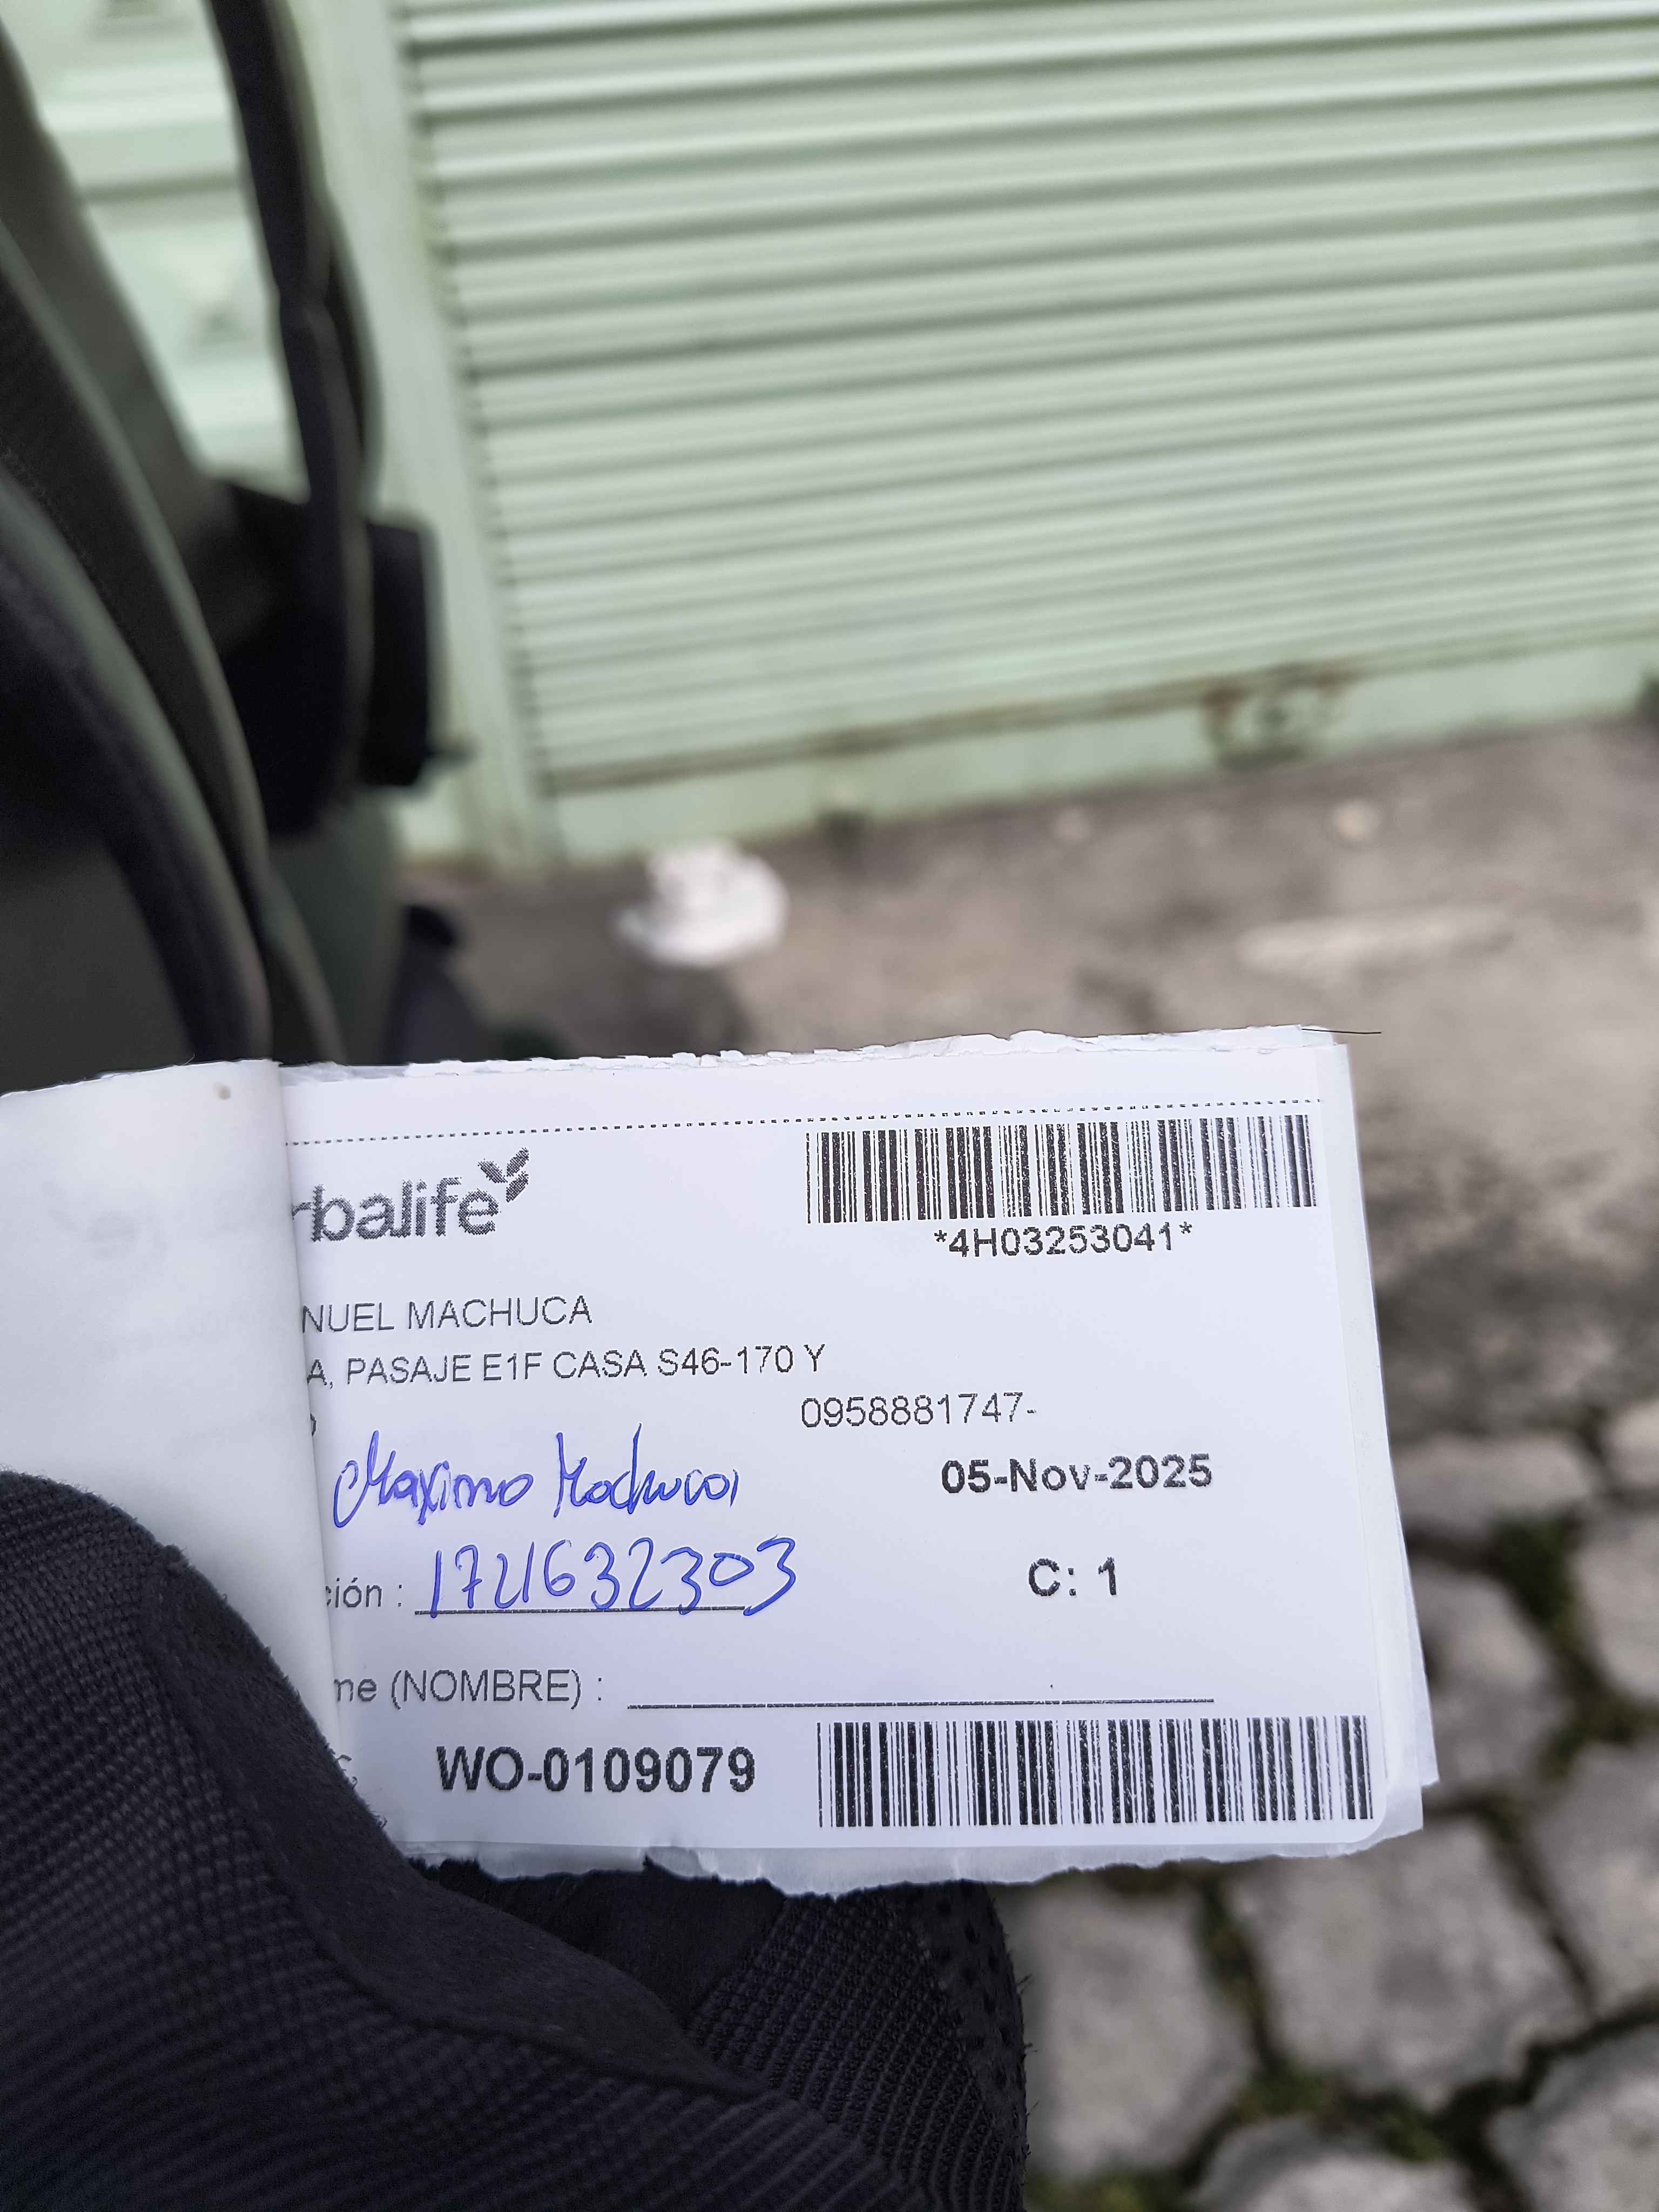 rbalife
*4H03253041*
NUEL MACHUCA
A, PASAJE E1F CASA S46-170 Y
0958881747-
Maximo Machuca
05-Nov-2025
ción : 1721632303
C: 1
me (NOMBRE) :
WO-0109079